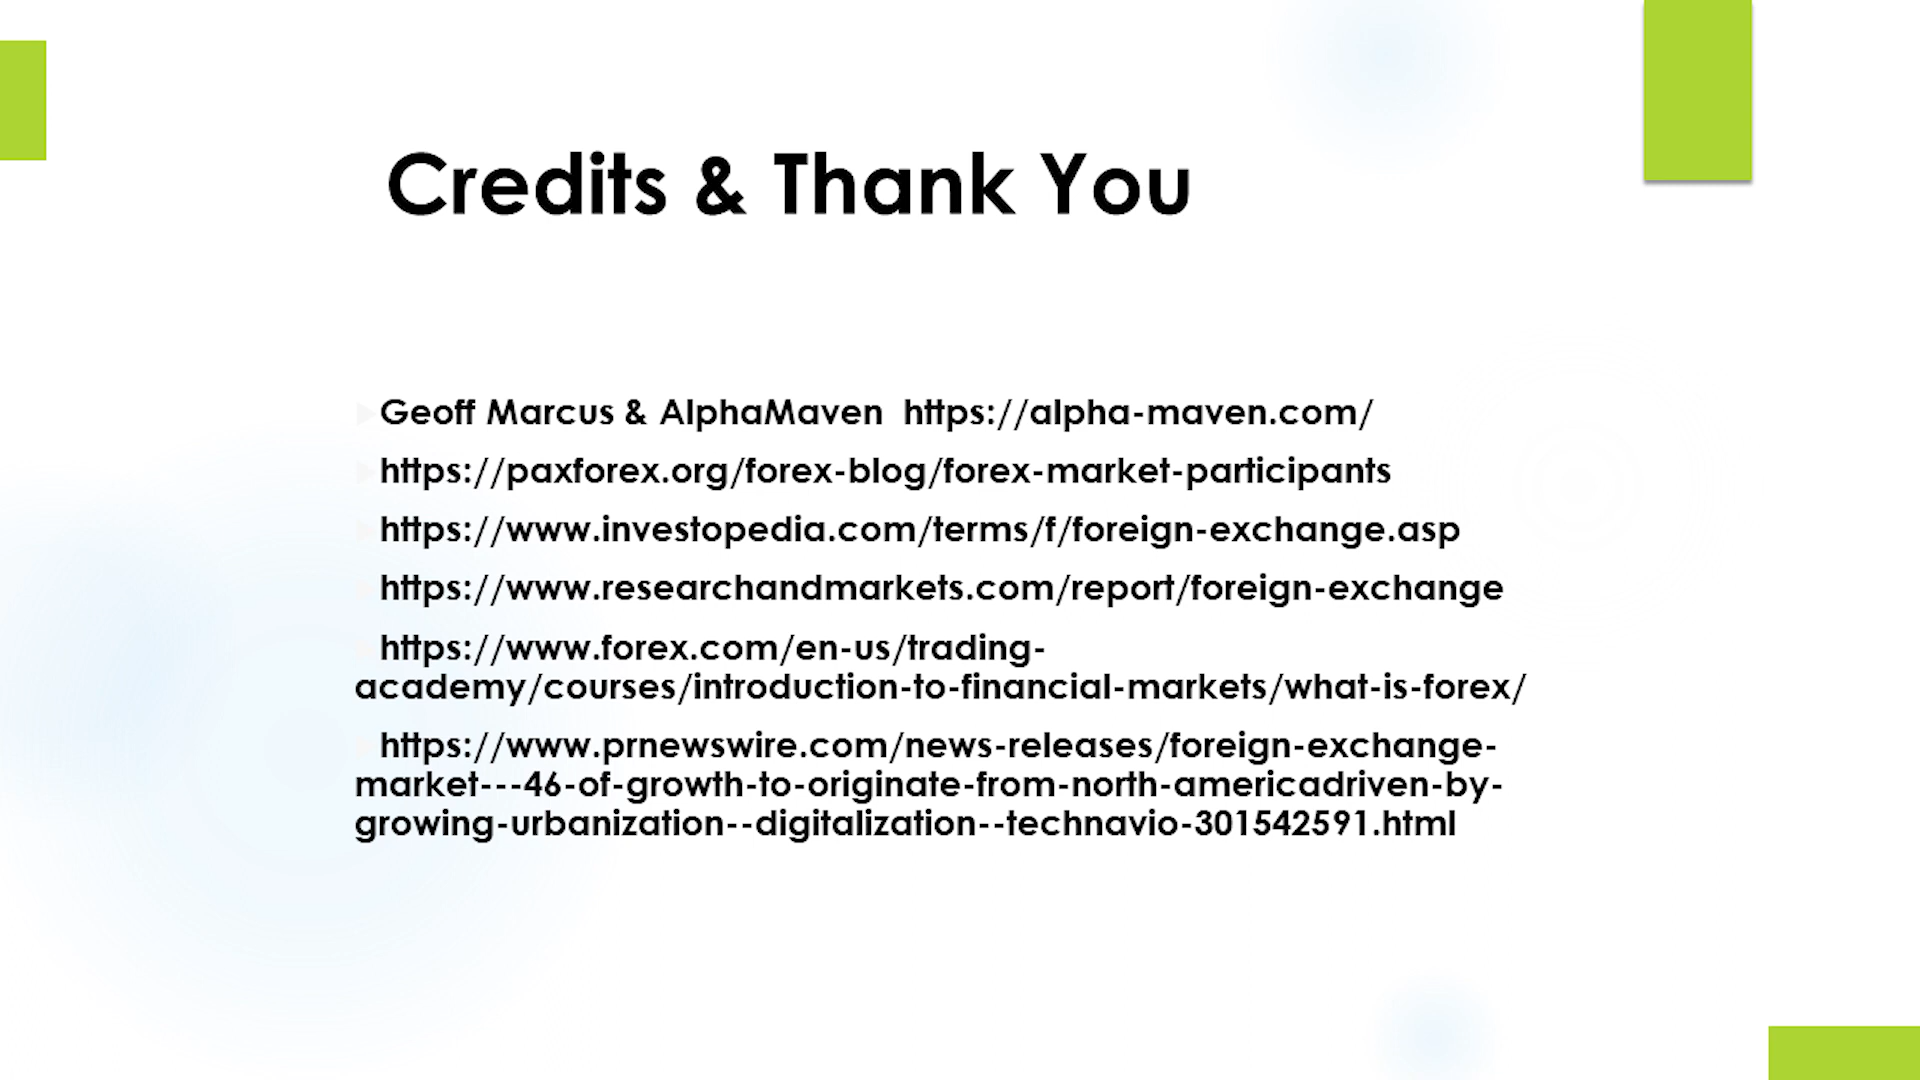 Credits & Thank You
Geoff Marcus & AlphaMaven  https://alpha-maven.com/
https://paxforex.org/forex-blog/forex-market-participants
https://www.investopedia.com/terms/f/foreign-exchange.asp
https://www.researchandmarkets.com/report/foreign-exchange
https://www.forex.com/en-us/trading-
academy/courses/introduction-to-financial-markets/what-is-forex/
https://www.prnewswire.com/news-releases/foreign-exchange-
market---46-of-growth-to-originate-from-north-americadriven-by-
growing-urbanization--digitalization--technavio-301542591.html